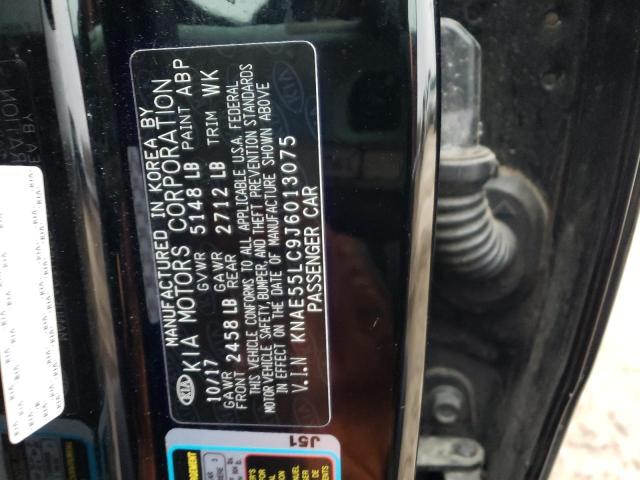 MANUFACTURED IN KOREA BY
KIA MOTORS CORPORATION
10/17 GVWR 5148 LB PAINT ABP
GAWR FRONT 2458 LB GAWR REAR 2712 LB TRIM WK
THIS VEHICLE CONFORMS TO ALL APPLICABLE U.S.A. FEDERAL
MOTOR VEHICLE SAFETY, BUMPER, AND THEFT PREVENTION STANDARDS
IN EFFECT ON THE DATE OF MANUFACTURE SHOWN ABOVE
V.I.N KNAE55LC9J6013075
PASSENGER CAR
J51